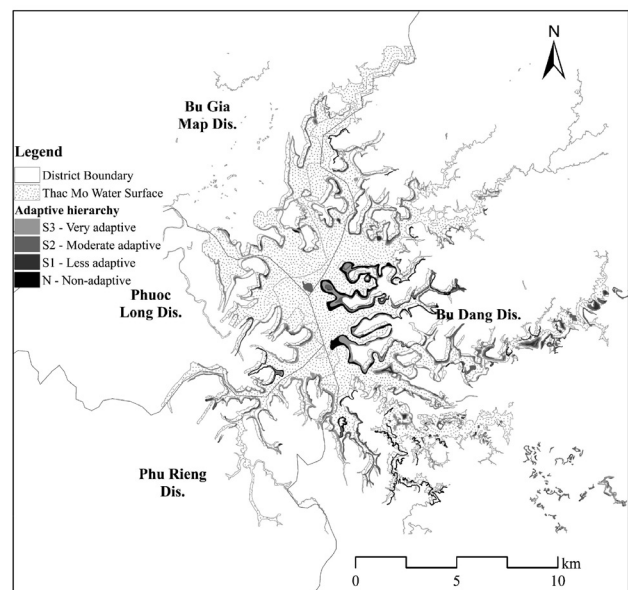 N
Bu Gia
Map Dis.
Legend
District Boundary
Thac Mo Water Surface
Adaptive hierarchy
S3 - Very adaptive
S2 - Moderate adaptive
S1 - Less adaptive
N - Non-adaptive
Phuoc
Long Dis.
Bu Dang Dis.
Phu Rieng
Dis.
km
0 5 10